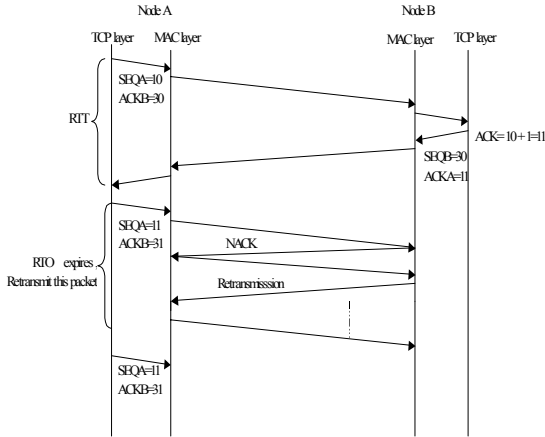 Node A
Node B
TCP layer
MAC layer
MAC layer
TCP layer
SEQA=10
ACKB=30
RTT
ACK=10+1=11
SEQB=30
ACKA=11
SEQA=11
ACKB=31
NACK
RTO expires,
Retransmit this packet
Retransmisssion
SEQA=11
ACKB=31